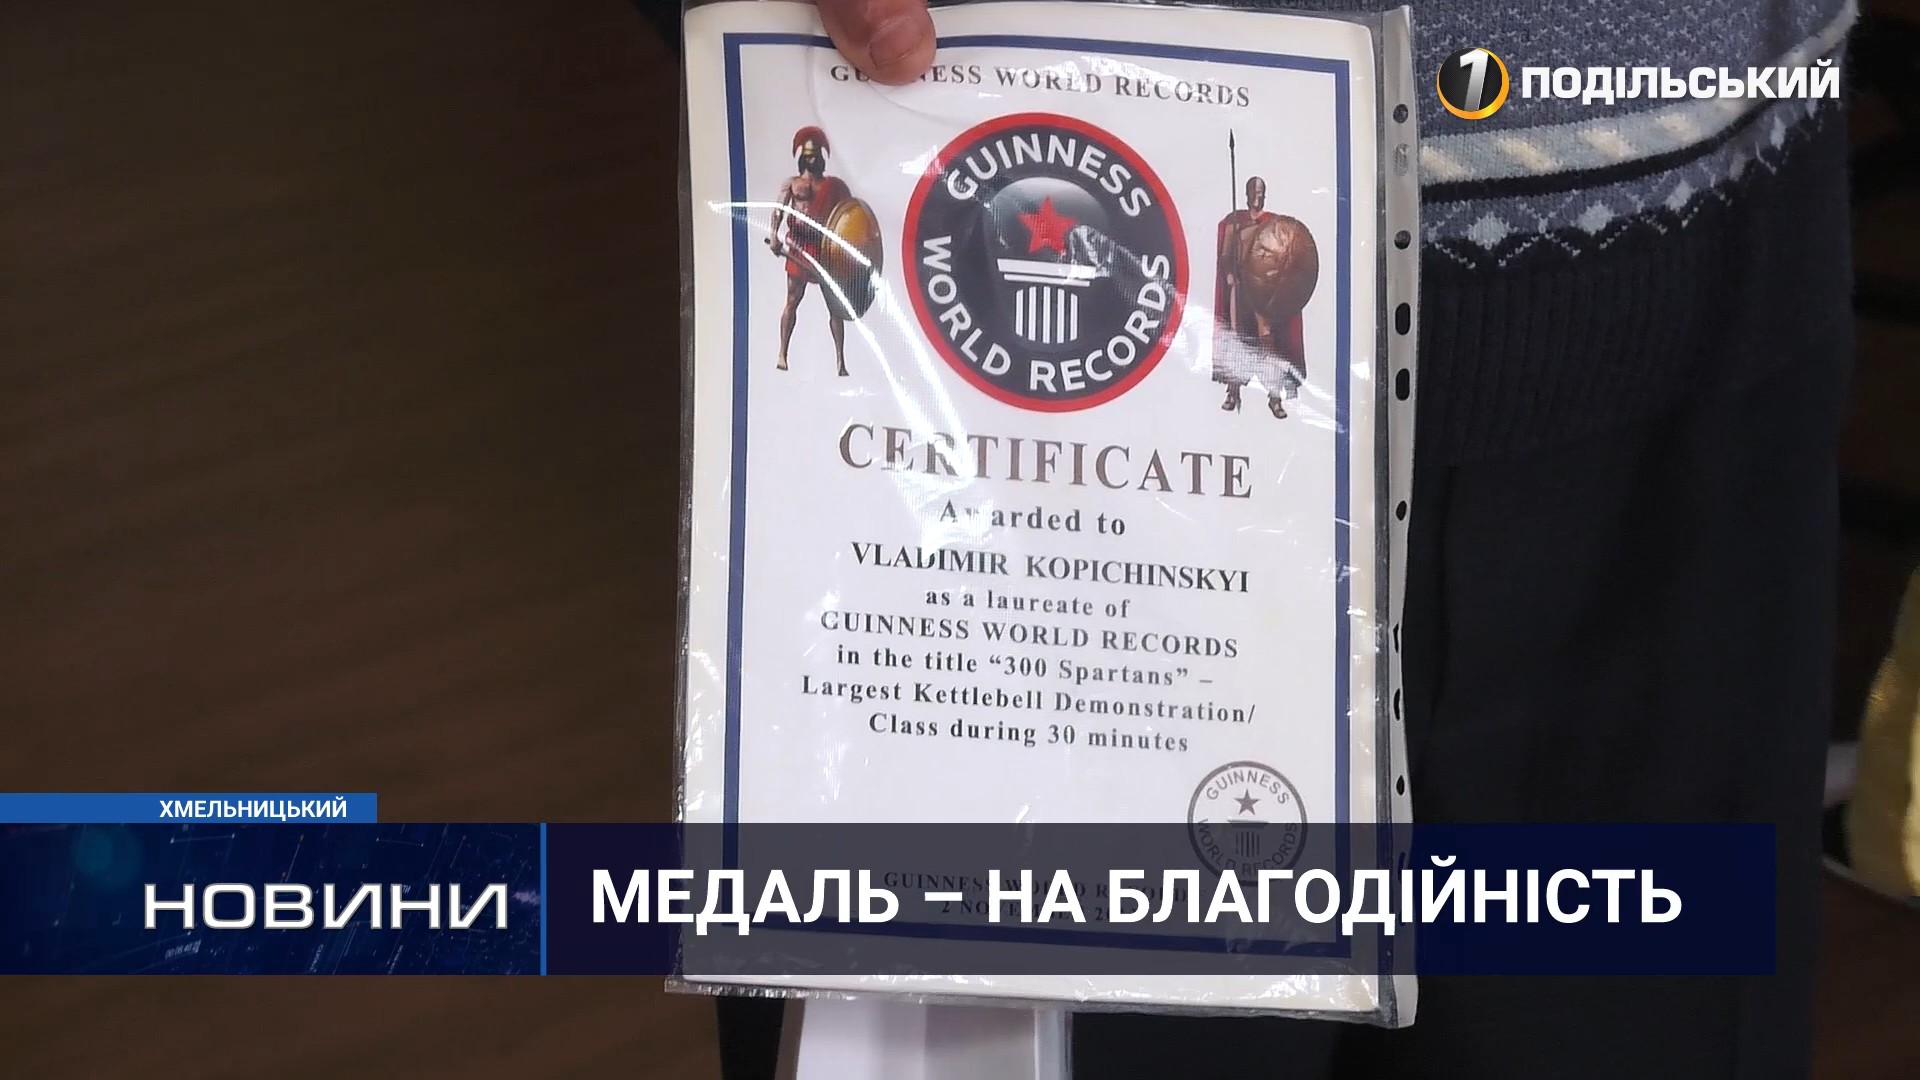 1 ПОДІЛЬСЬКИЙ
WORLD RECORDS
GUINNESS WORLD RECORDS
CERTIFICATE
Awarded to
VLADIMIR KOPICHINSKYI
as a laureate of
GUINNESS WORLD RECORDS
in the title “300 Spartans” –
Largest Kettlebell Demonstration/
Class during 30 minutes
GUINNESS WORLD RECORDS
ХМЕЛЬНИЦЬКИЙ
НОВИНИ
МЕДАЛЬ – НА БЛАГОДІЙНІСТЬ